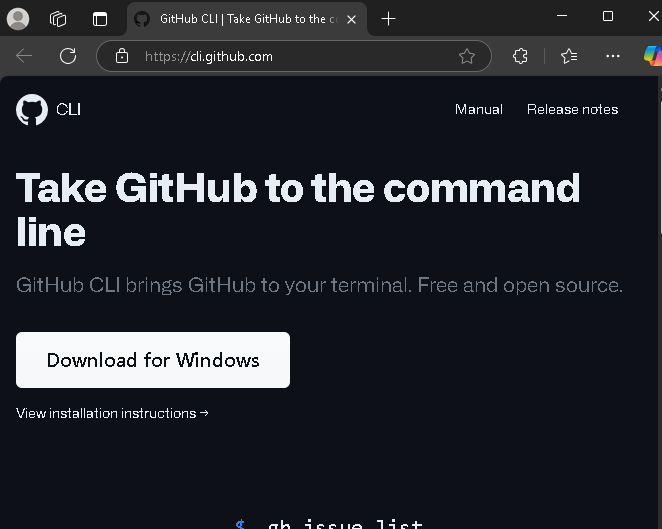 GitHub CLI | Take GitHub to the c
https://cli.github.com
CLI
Manual
Release notes
Take GitHub to the command
line
GitHub CLI brings GitHub to your terminal. Free and open source.
Download for Windows
View installation instructions →
$ gh issue list